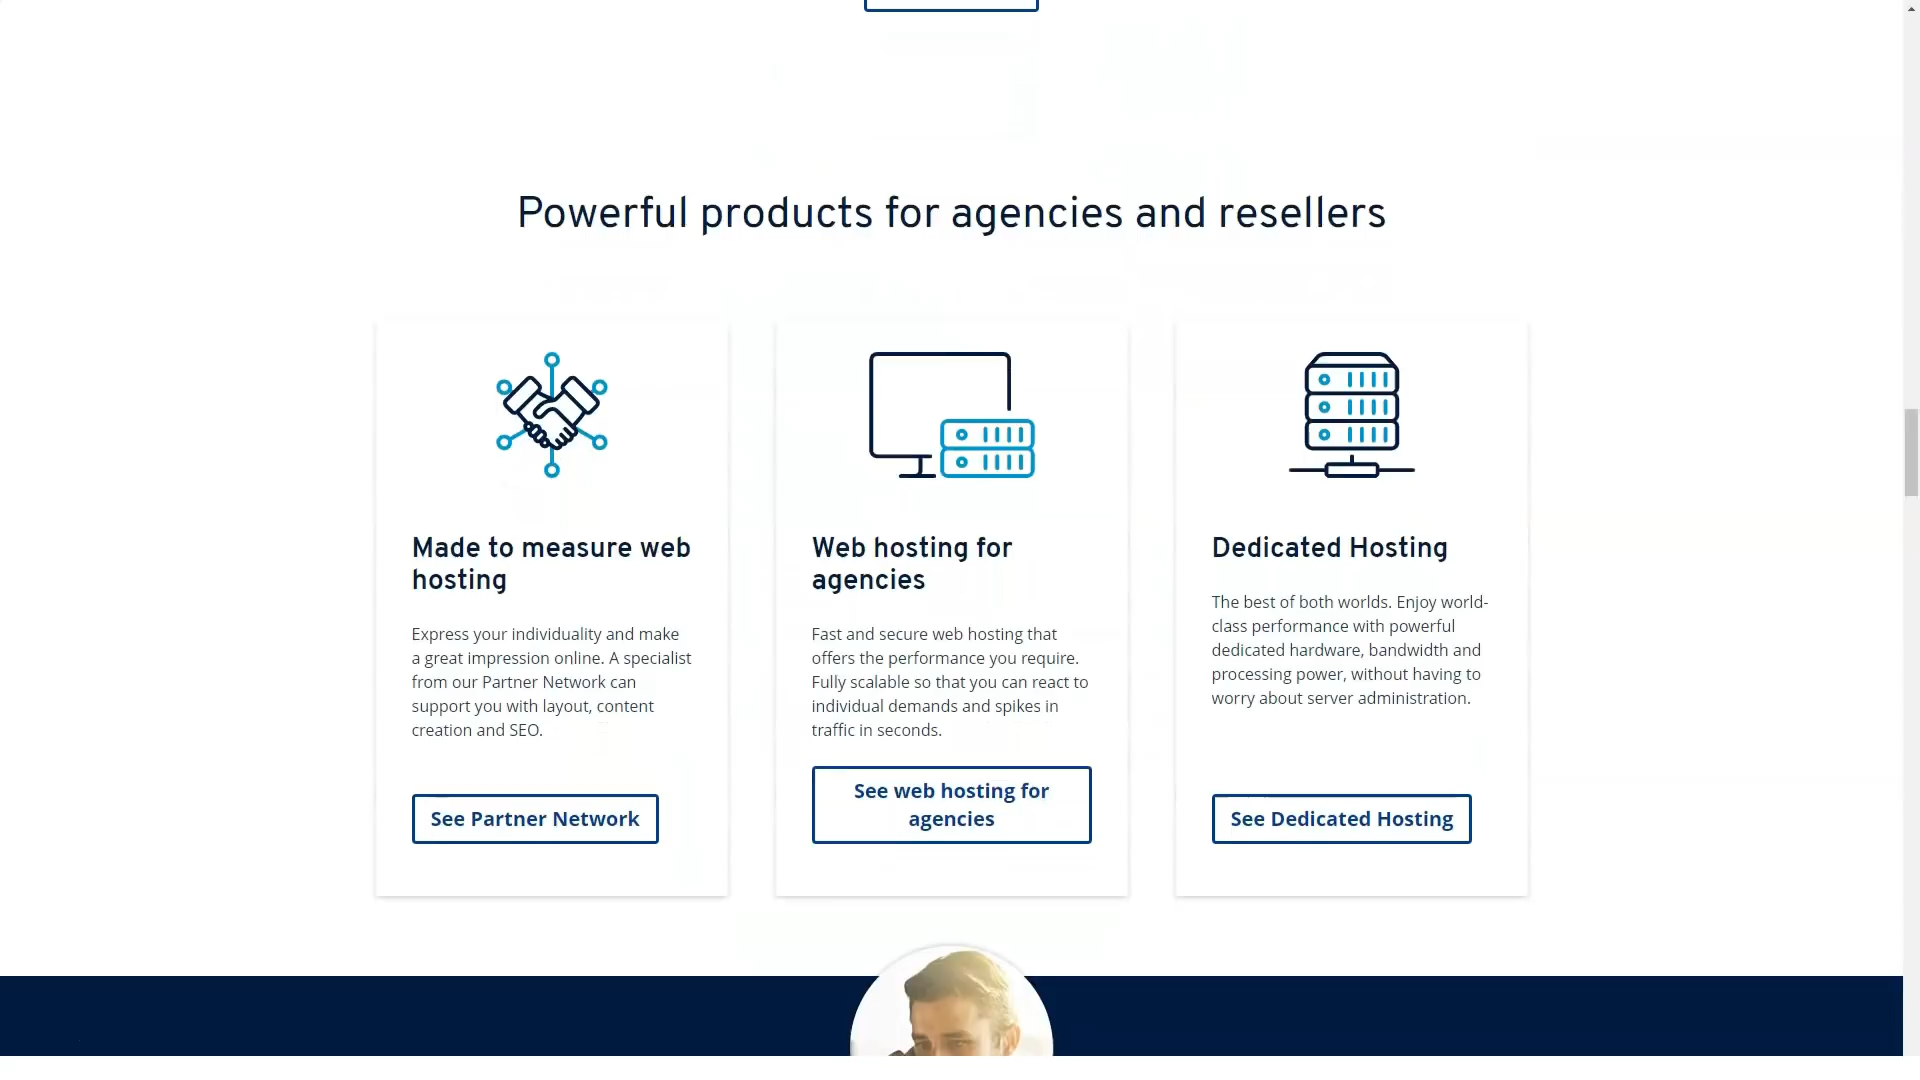 Powerful products for agencies and resellers
Made to measure web
hosting
Express your individuality and make
a great impression online. A specialist
from our Partner Network can
support you with layout, content
creation and SEO.
See Partner Network
Web hosting for
agencies
Fast and secure web hosting that
offers the performance you require.
Fully scalable so that you can react to
individual demands and spikes in
traffic in seconds.
See web hosting for
agencies
Dedicated Hosting
The best of both worlds. Enjoy world-
class performance with powerful
dedicated hardware, bandwidth and
processing power, without having to
worry about server administration.
See Dedicated Hosting